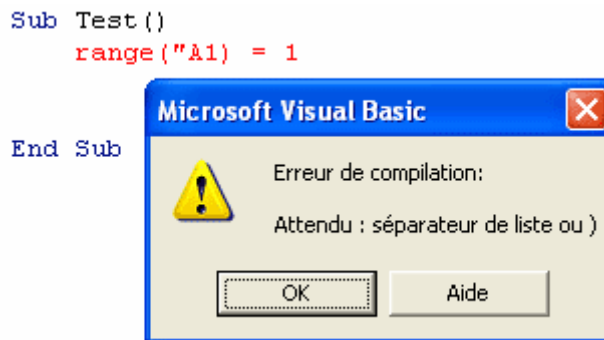 Sub Test()
range("A1) = 1
Microsoft Visual Basic
End Sub
Erreur de compilation:
Attendu : séparateur de liste ou )
OK
Aide